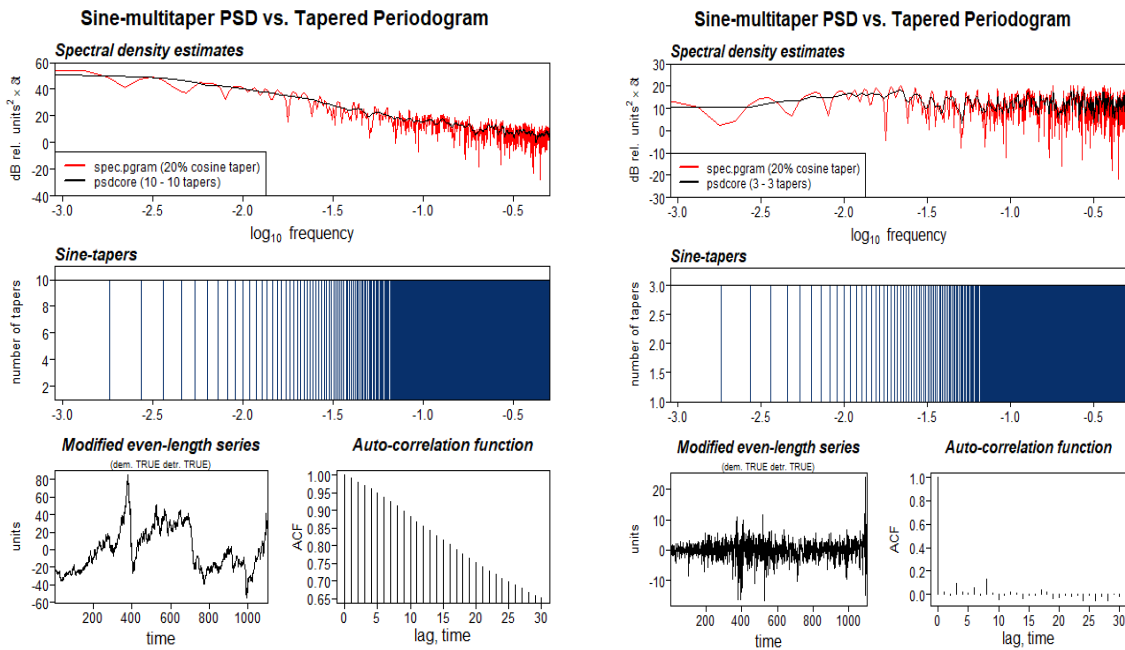 Sine-multitaper PSD vs. Tapered Periodogram
Spectral density estimates
dB rel. units² × δt
60
40
20
0
-20
-40
spec.pgram (20% cosine taper)
psdcore (10 - 10 tapers)
-3.0 -2.5 -2.0 -1.5 -1.0 -0.5
log10 frequency
Sine-tapers
number of tapers
10
8
6
4
2
-3.0 -2.5 -2.0 -1.5 -1.0 -0.5
Modified even-length series
(dem. TRUE detr. TRUE)
units
80
60
40
20
0
-20
-40
-60
200 400 600 800 1000
time
Auto-correlation function
ACF
1.00
0.95
0.90
0.85
0.80
0.75
0.70
0.65
0 5 10 15 20 25 30
lag, time
Sine-multitaper PSD vs. Tapered Periodogram
Spectral density estimates
dB rel. units² × δt
30
20
10
0
-10
-20
-30
spec.pgram (20% cosine taper)
psdcore (3 - 3 tapers)
-3.0 -2.5 -2.0 -1.5 -1.0 -0.5
log10 frequency
Sine-tapers
number of tapers
3.0
2.5
2.0
1.5
1.0
-3.0 -2.5 -2.0 -1.5 -1.0 -0.5
Modified even-length series
(dem. TRUE detr. TRUE)
units
20
10
0
-10
200 400 600 800 1000
time
Auto-correlation function
ACF
1.0
0.8
0.6
0.4
0.2
0.0
0 5 10 15 20 25 30
lag, time